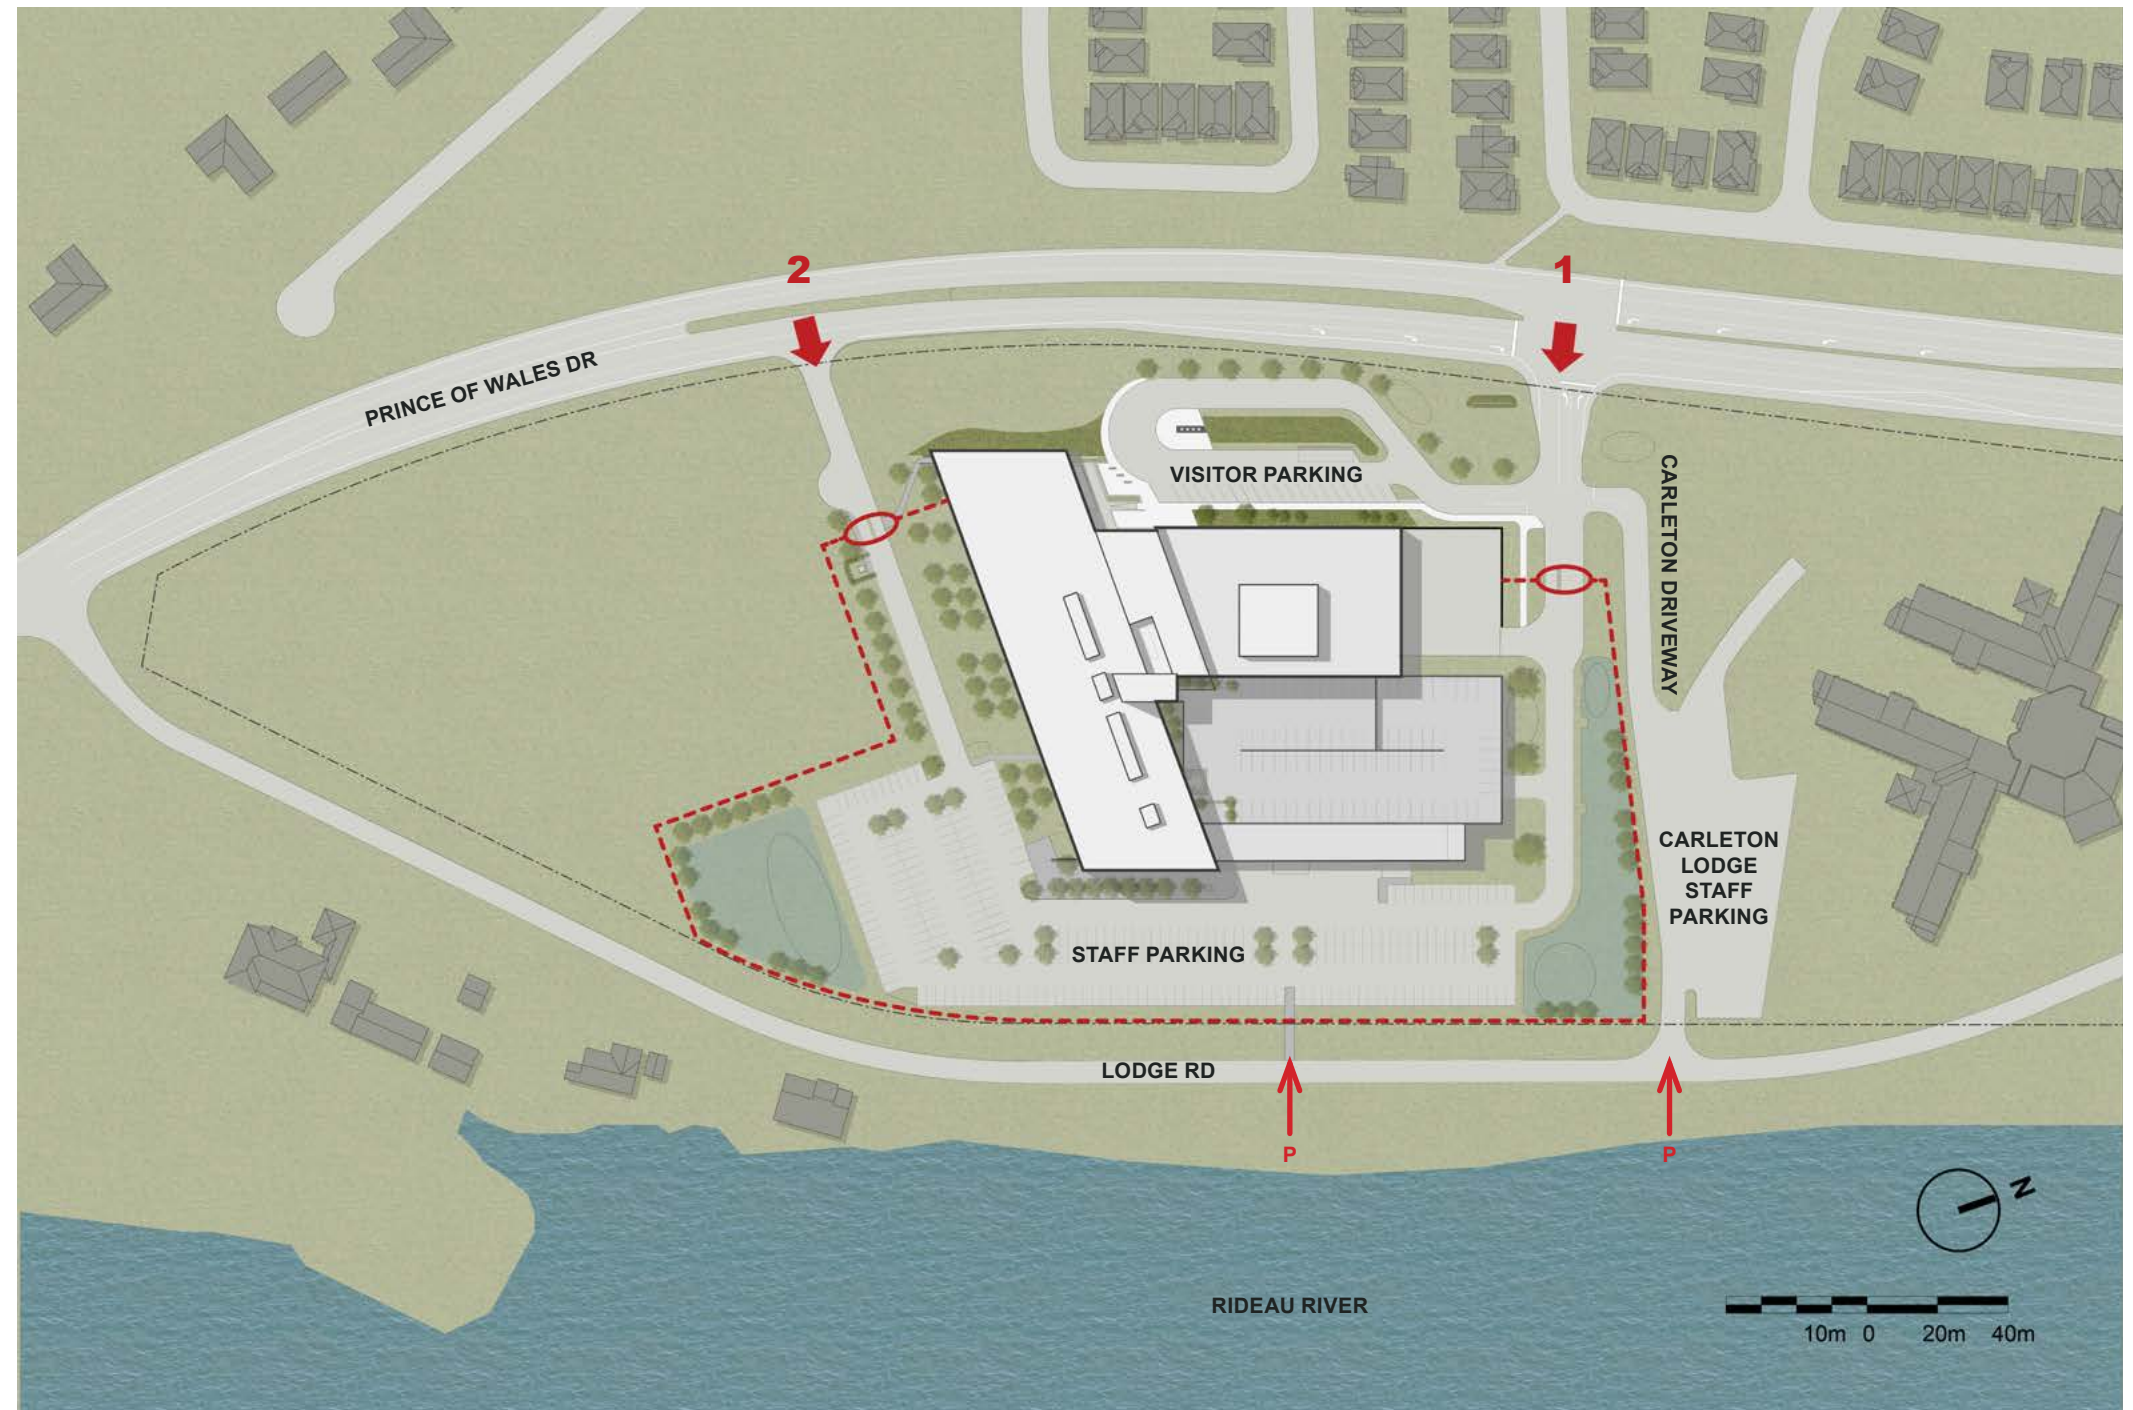 2
1
PRINCE OF WALES DR
VISITOR PARKING
CARLETON DRIVEWAY
CARLETON
LODGE
STAFF
PARKING
STAFF PARKING
LODGE RD
P
P
N
RIDEAU RIVER
10m 0 20m 40m